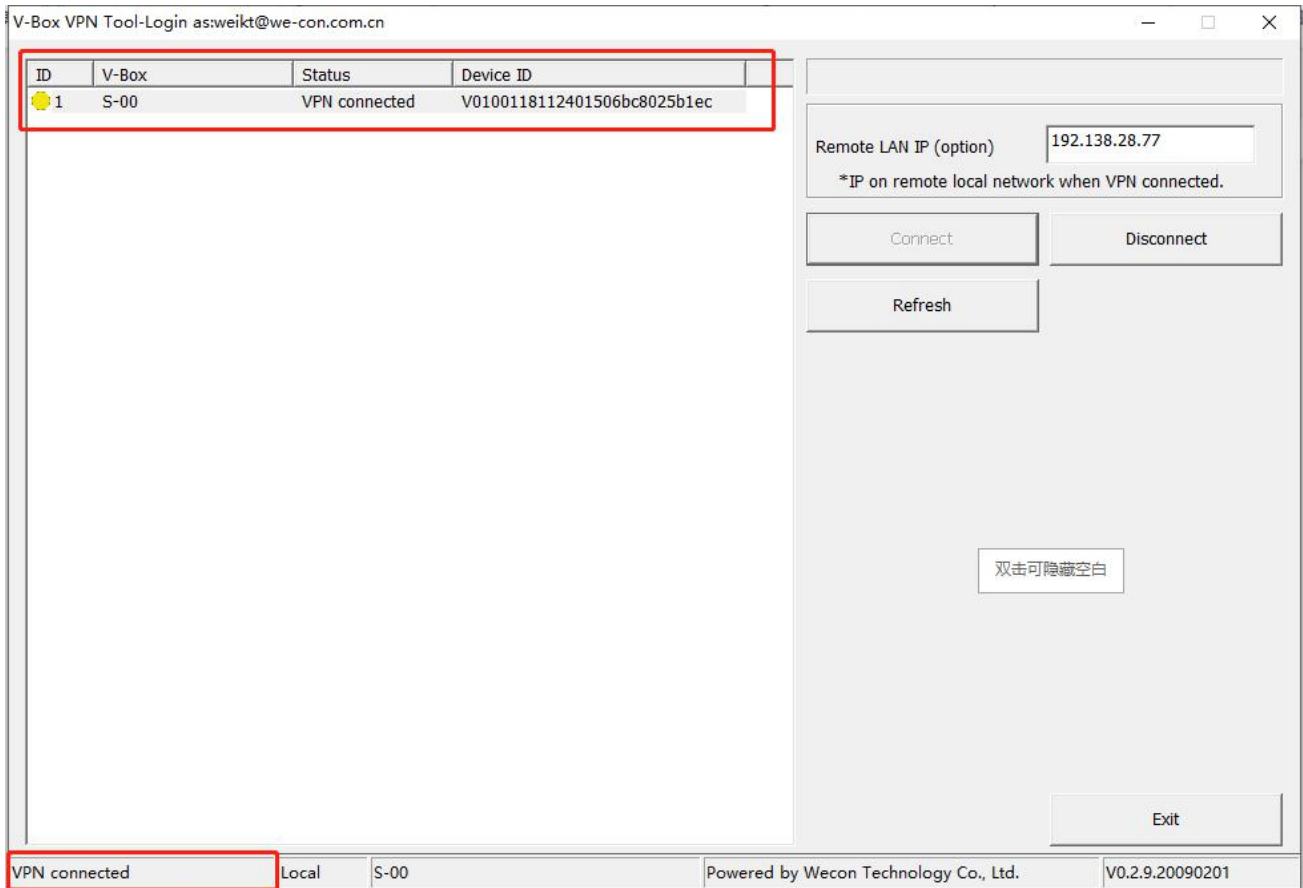 V-Box VPN Tool-Login as:weikt@we-con.com.cn
ID V-Box Status Device ID
1 S-00 VPN connected V0100118112401506bc8025b1ec
Remote LAN IP (option) 192.138.28.77
*IP on remote local network when VPN connected.
Connect Disconnect
Refresh
双击可隐藏空白
Exit
VPN connected Local S-00 Powered by Wecon Technology Co., Ltd. V0.2.9.20090201